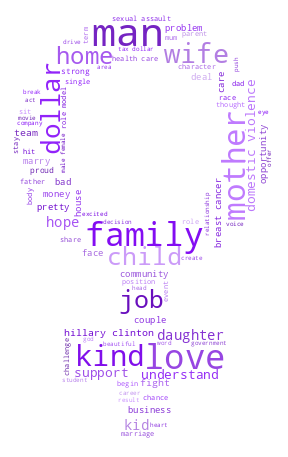 sexual assault
man
problem
drive
term
mum
parent
home
tax dollar
health care
wife
area
character
deal
push
dollar
strong
single
care
dad
break
act
male female role model
race
thought
sit
movie
company
team
stay
hit
marry
proud
father
bad
body
money
pretty
house
mother
domestic violence
opportunity
eye
offer
hope
excited
decision
role
relationship
breast cancer
voice
share
family
face
child
create
community
position
head
event
job
couple
hillary clinton
daughter
god
beautiful
word
government
challenge
kind
love
student
support
understand
begin
fight
career
result
chance
business
kid
heart
marriage